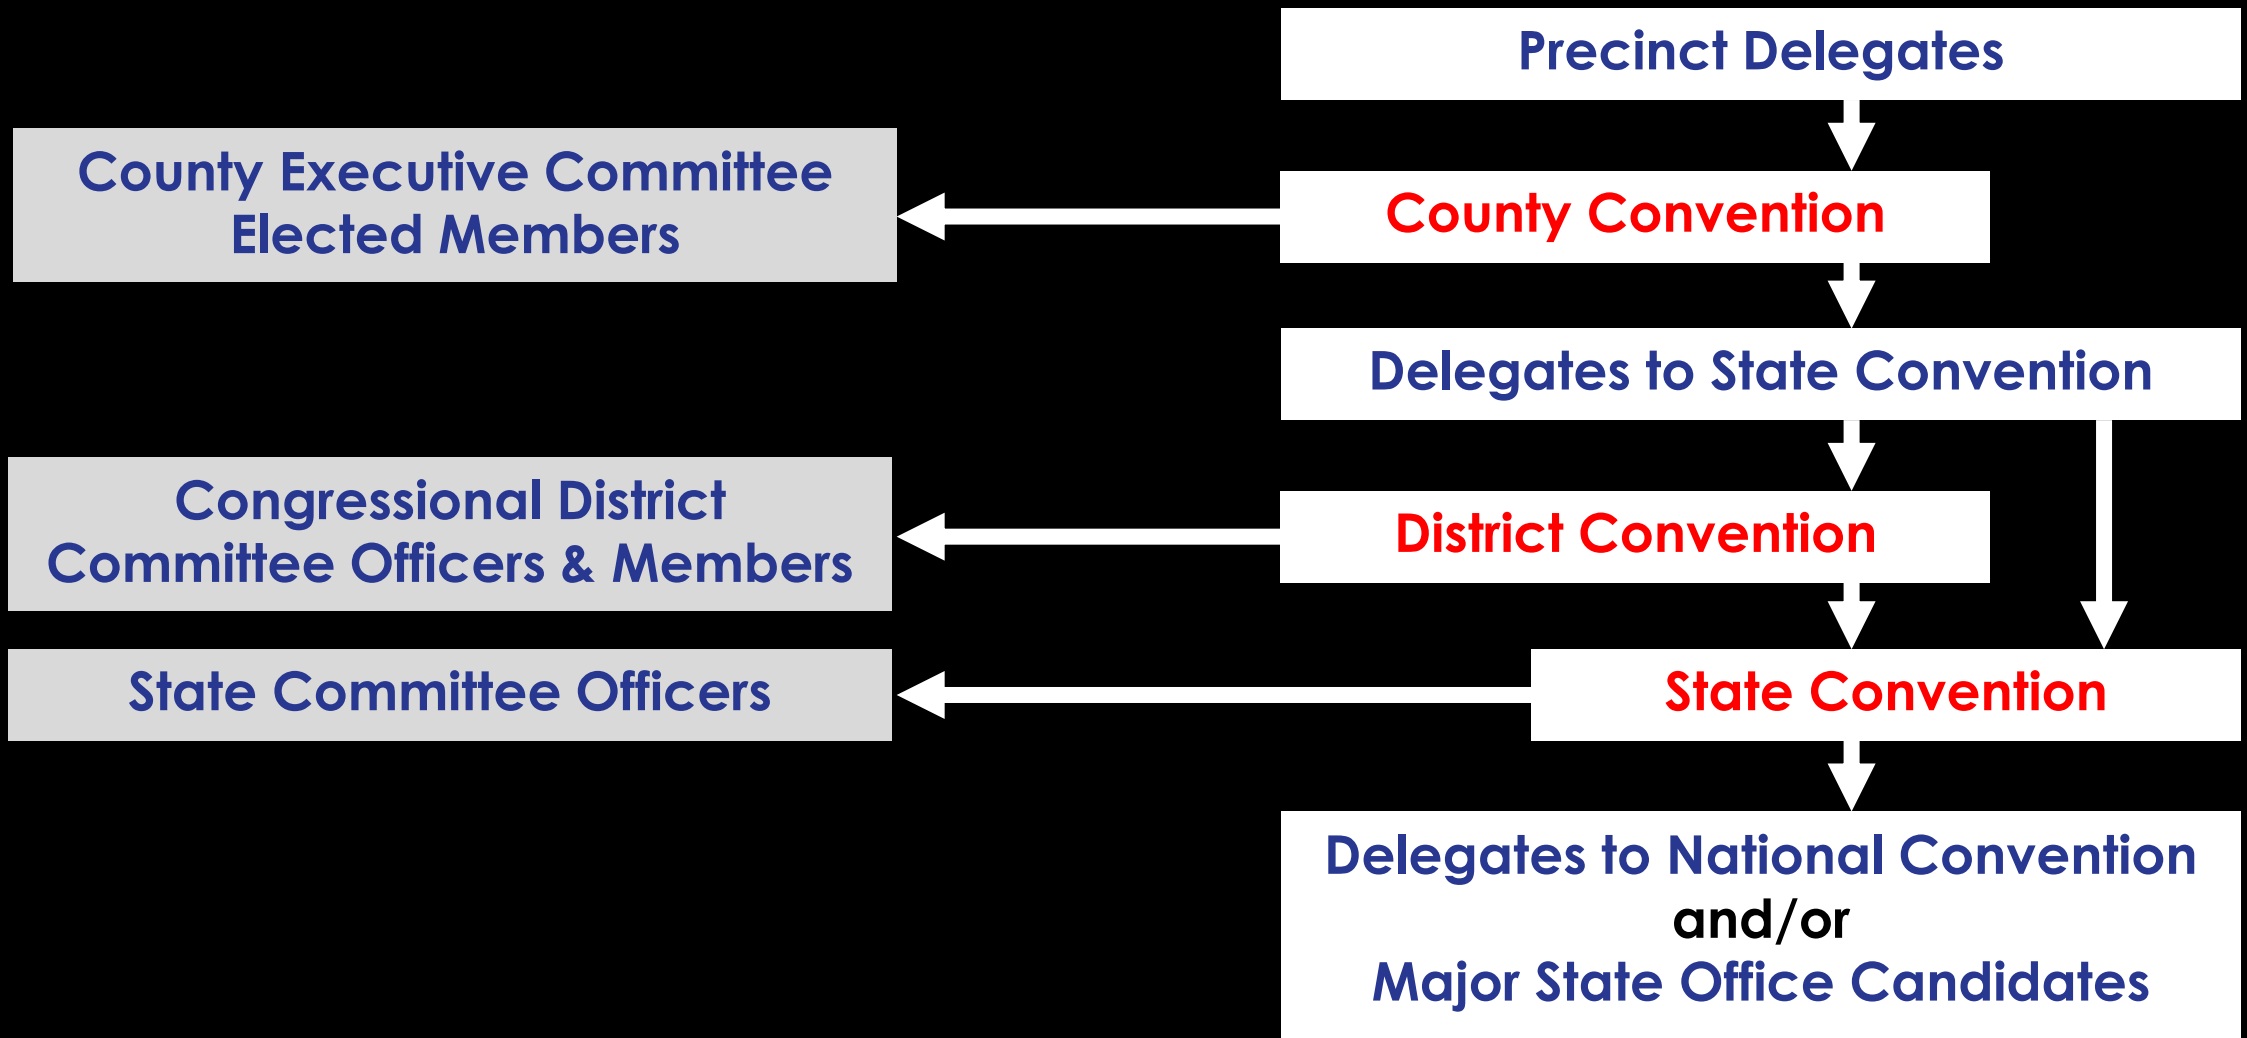 Precinct Delegates
County Executive Committee
Elected Members
County Convention
Delegates to State Convention
Congressional District
Committee Officers & Members
District Convention
State Committee Officers
State Convention
Delegates to National Convention
and/or
Major State Office Candidates